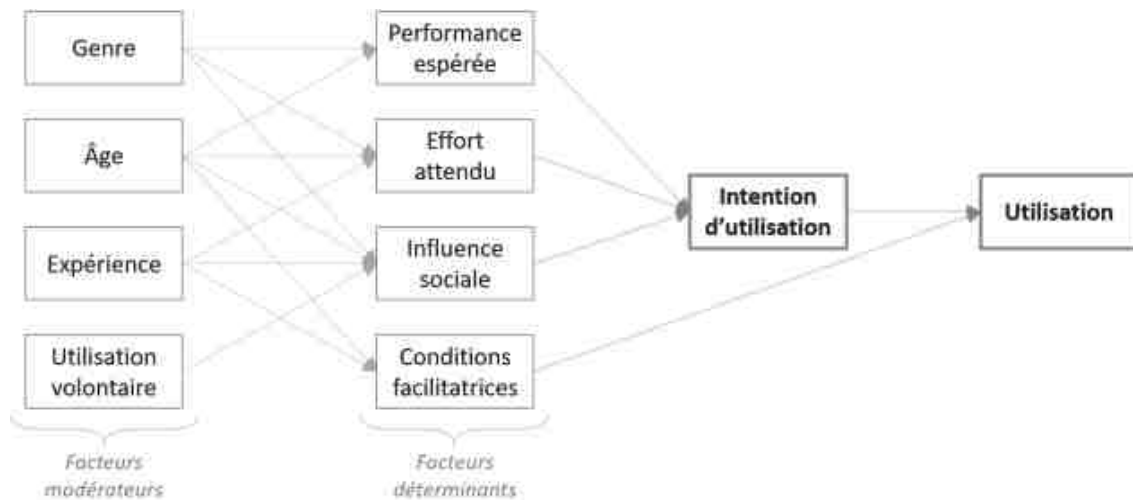 Genre
Âge
Expérience
Utilisation
volontaire
Facteurs
modérateurs
Performance
espérée
Effort
attendu
Influence
sociale
Conditions
facilitatrices
Facteurs
déterminants
Intention
d'utilisation
Utilisation